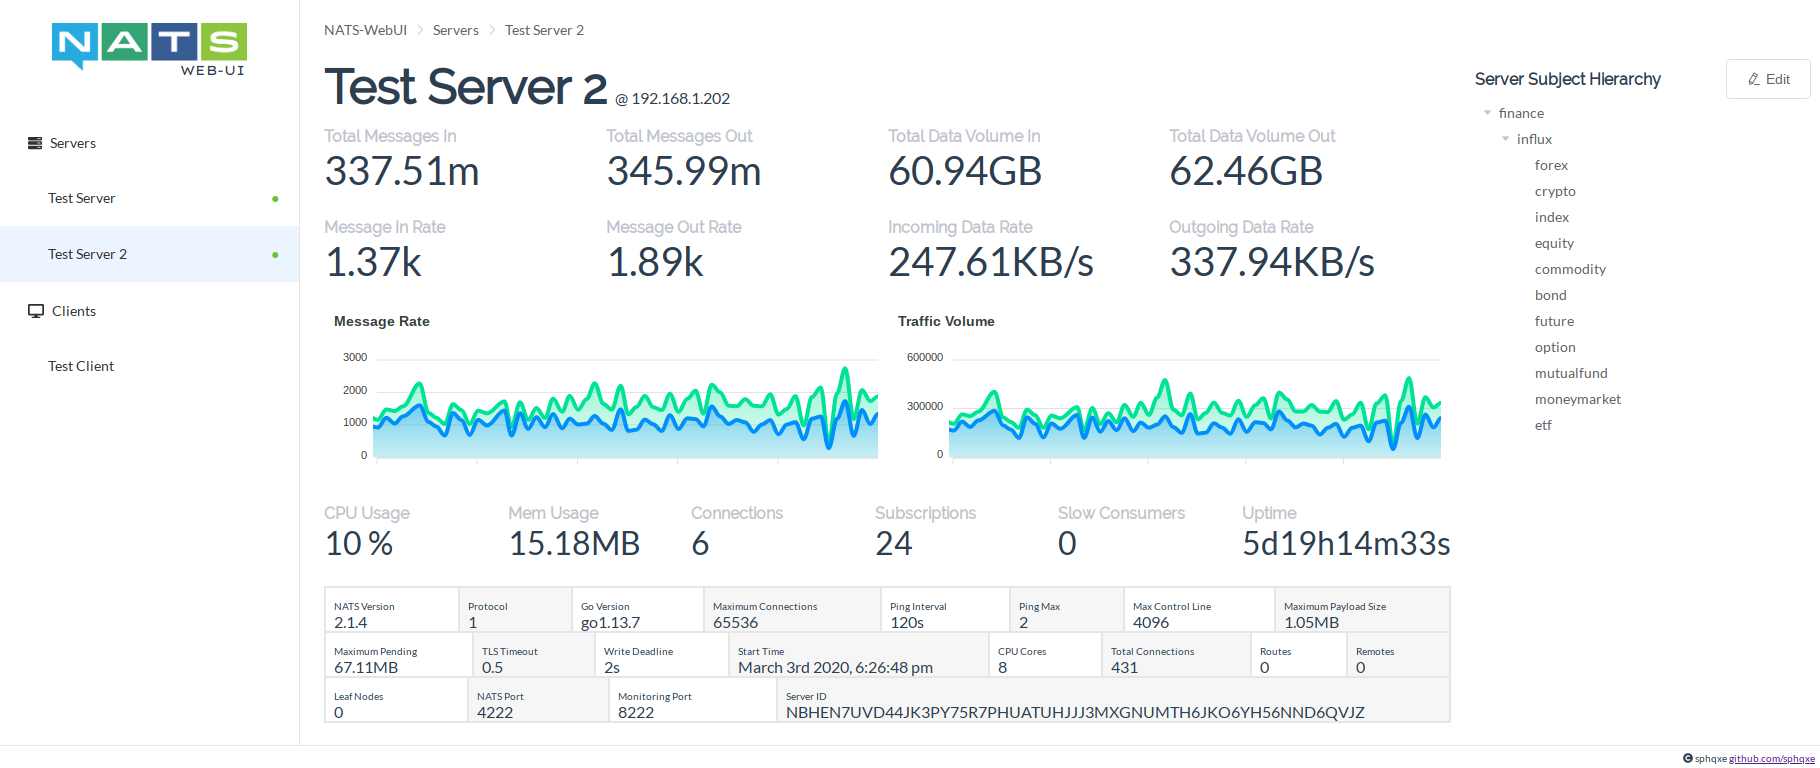 NATS
WEB-UI
Servers
Test Server
Test Server 2
Clients
Test Client
NATS-WebUI > Servers > Test Server 2
Test Server 2 @ 192.168.1.202
Total Messages In Total Messages Out Total Data Volume In Total Data Volume Out
337.51m 345.99m 60.94GB 62.46GB
Message In Rate Message Out Rate Incoming Data Rate Outgoing Data Rate
1.37k 1.89k 247.61KB/s 337.94KB/s
Message Rate
3000
2000
1000
0
Traffic Volume
600000
300000
0
CPU Usage Mem Usage Connections Subscriptions Slow Consumers Uptime
10 % 15.18MB 6 24 0 5d19h14m33s
NATS Version Protocol Go Version Maximum Connections Ping Interval Ping Max Max Control Line Maximum Payload Size
2.1.4 1 go1.13.7 65536 120s 2 4096 1.05MB
Maximum Pending TLS Timeout Write Deadline Start Time CPU Cores Total Connections Routes Remotes
67.11MB 0.5 2s March 3rd 2020, 6:26:48 pm 8 431 0 0
Leaf Nodes NATS Port Monitoring Port Server ID
0 4222 8222 NBHEN7UVD44JK3PY75R7PHUATUHJJJ3MXGNUMTH6JKO6YH56NND6QVJZ
Server Subject Hierarchy Edit
finance
influx
forex
crypto
index
equity
commodity
bond
future
option
mutualfund
moneymarket
etf
sphqxe github.com/sphqxe